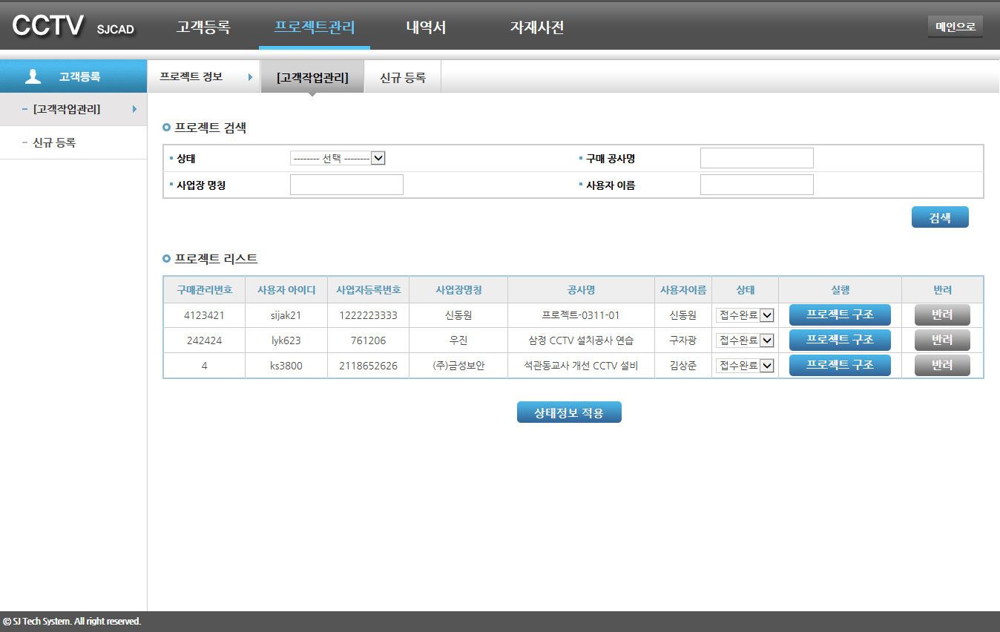 CCTV SJCAD 고객등록 프로젝트관리 내역서 자재사전 메인으로
고객등록 프로젝트 정보 [고객작업관리] 신규 등록
- [고객작업관리]
- 신규 등록
프로젝트 검색
상태 -------- 선택 -------- 구매 공사명
사업장 명칭 사용자 이름
검색
프로젝트 리스트
구매관리번호 사용자 아이디 사업자등록번호 사업장명칭 공사명 사용자이름 상태 실행 반려
4123421 sijak21 1222223333 신동원 프로젝트-0311-01 신동원 접수완료 프로젝트 구조 반려
242424 lyk623 761206 우진 삼정 CCTV 설치공사 연습 구자광 접수완료 프로젝트 구조 반려
4 ks3800 2118652626 (주)금성보안 석관동교사 개선 CCTV 설비 김상준 접수완료 프로젝트 구조 반려
상태정보 적용
© SJ Tech System. All right reserved.